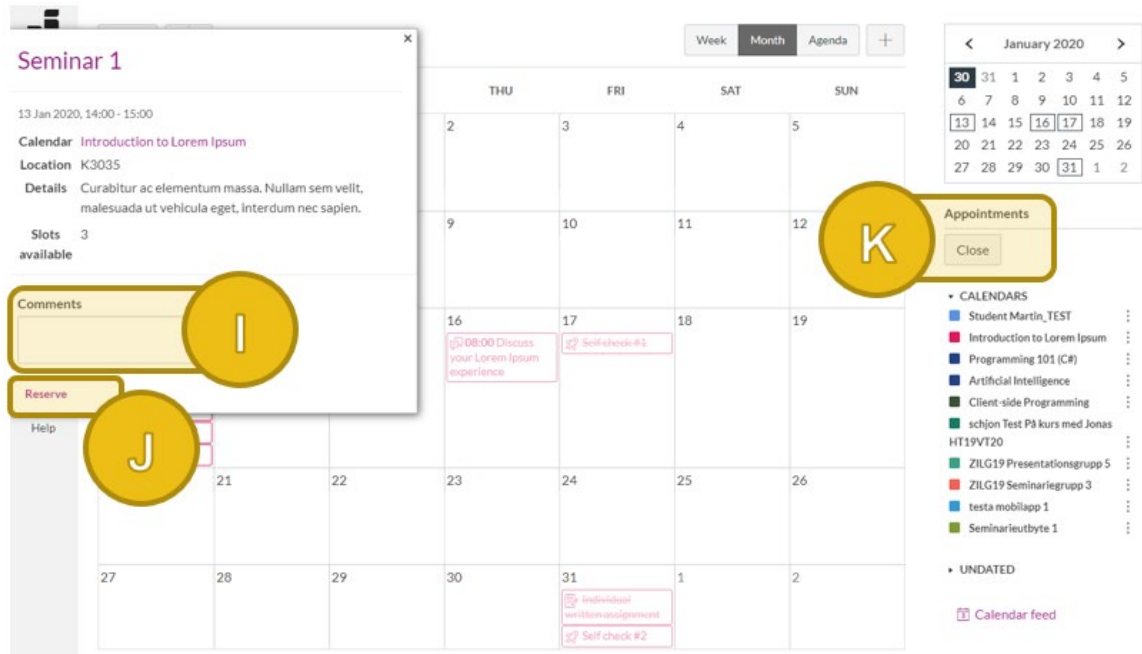 ×
Seminar 1
13 Jan 2020, 14:00 - 15:00
Calendar Introduction to Lorem Ipsum
Location K3035
Details Curabitur ac elementum massa. Nullam sem velit,
malesuada ut vehicula eget, interdum nec sapien.
Slots 3
available
Comments
I
Reserve
J
Help
Week Month Agenda +
THU FRI SAT SUN
2 3 4 5
9 10 11 12
16 17 18 19
08:00 Discuss
your Lorem Ipsum
experience
Self check #1
21 22 23 24 25 26
27 28 29 30 31 1 2
Individual
written assignment
Self check #2
< January 2020 >
30 31 1 2 3 4 5
6 7 8 9 10 11 12
13 14 15 16 17 18 19
20 21 22 23 24 25 26
27 28 29 30 31 1 2
K
Appointments
Close
CALENDARS
Student Martin_TEST
Introduction to Lorem Ipsum
Programming 101 (C#)
Artificial Intelligence
Client-side Programming
schjon Test På kurs med Jonas
HT19VT20
ZILG19 Presentationsgrupp 5
ZILG19 Seminariegrupp 3
testa mobilapp 1
Seminarieutbyte 1
UNDATED
Calendar feed